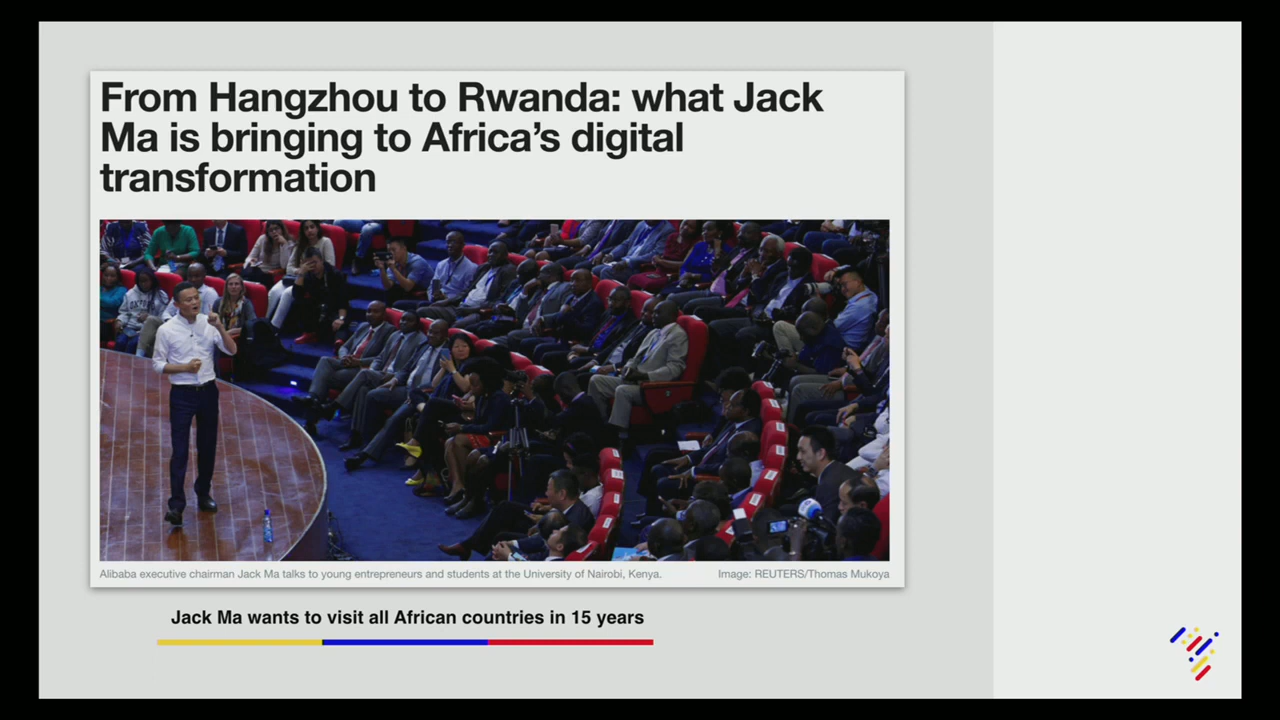 From Hangzhou to Rwanda: what Jack
Ma is bringing to Africa’s digital
transformation
Alibaba executive chairman Jack Ma talks to young entrepreneurs and students at the University of Nairobi, Kenya.
Image: REUTERS/Thomas Mukoya
Jack Ma wants to visit all African countries in 15 years